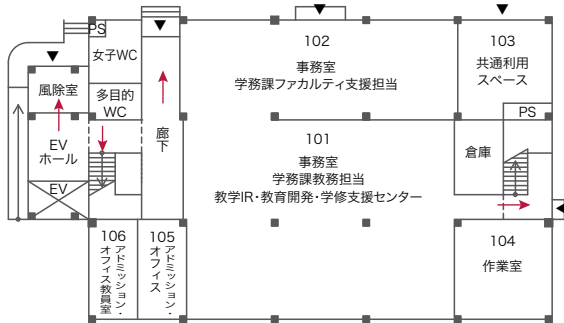 PS
女子WC
多目的
WC
風除室
EV
ホール
EV
廊
下
102
事務室
学務課ファカルティ支援担当
103
共通利用
スペース
PS
101
事務室
学務課教務担当
教学IR・教育開発・学修支援センター
倉庫
104
作業室
106
アドミッション・
オフィス教員室
105
アドミッション・
オフィス